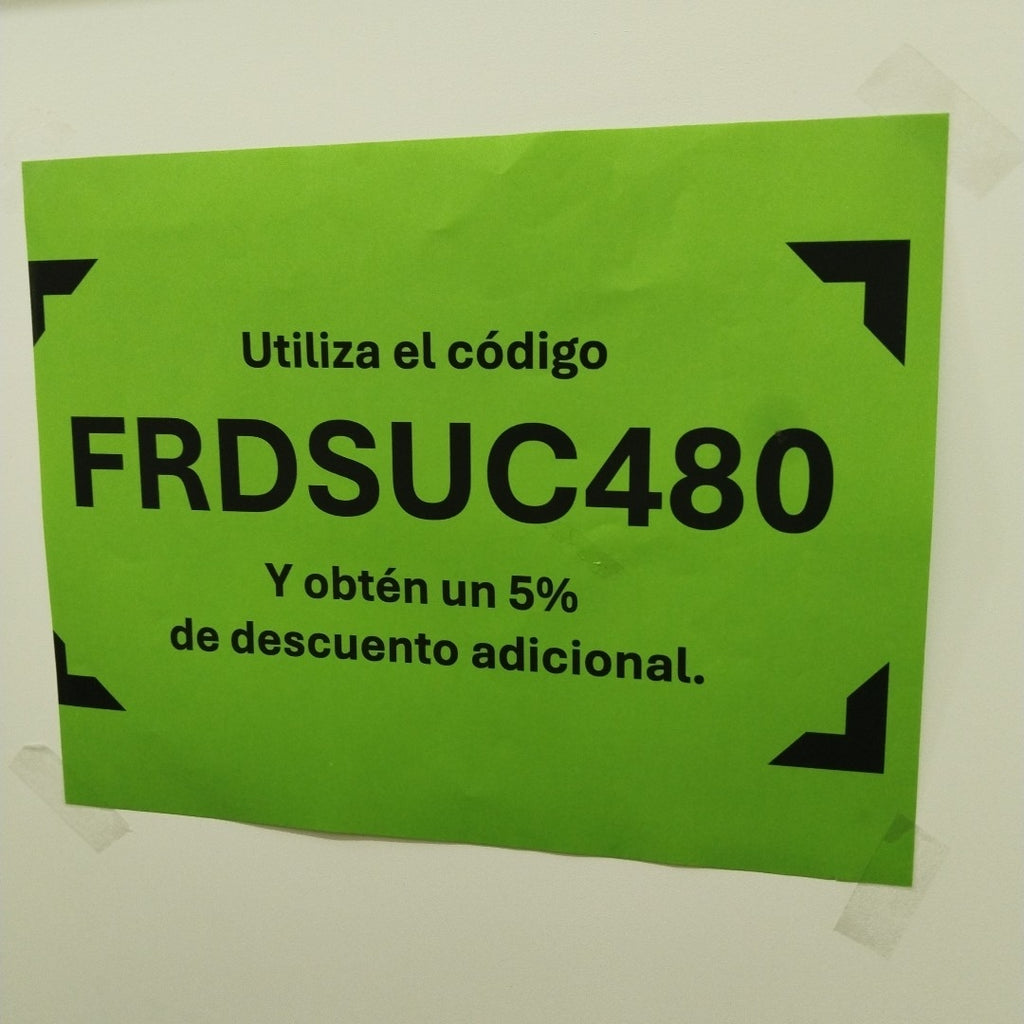 Utiliza el código
FRDSUC480
Y obtén un 5%
de descuento adicional.